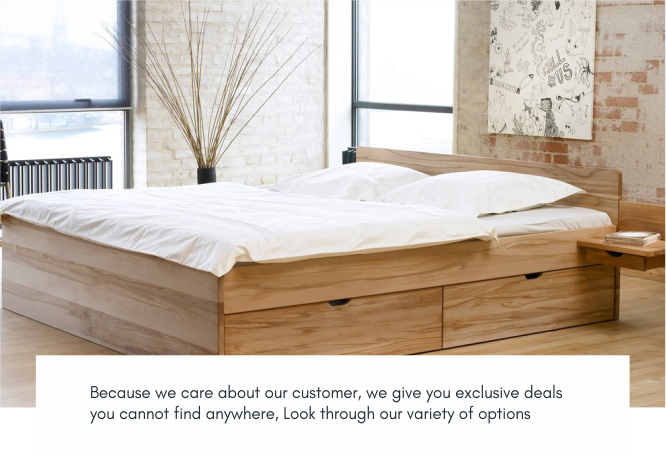 Because we care about our customer, we give you exclusive deals
you cannot find anywhere, Look through our variety of options